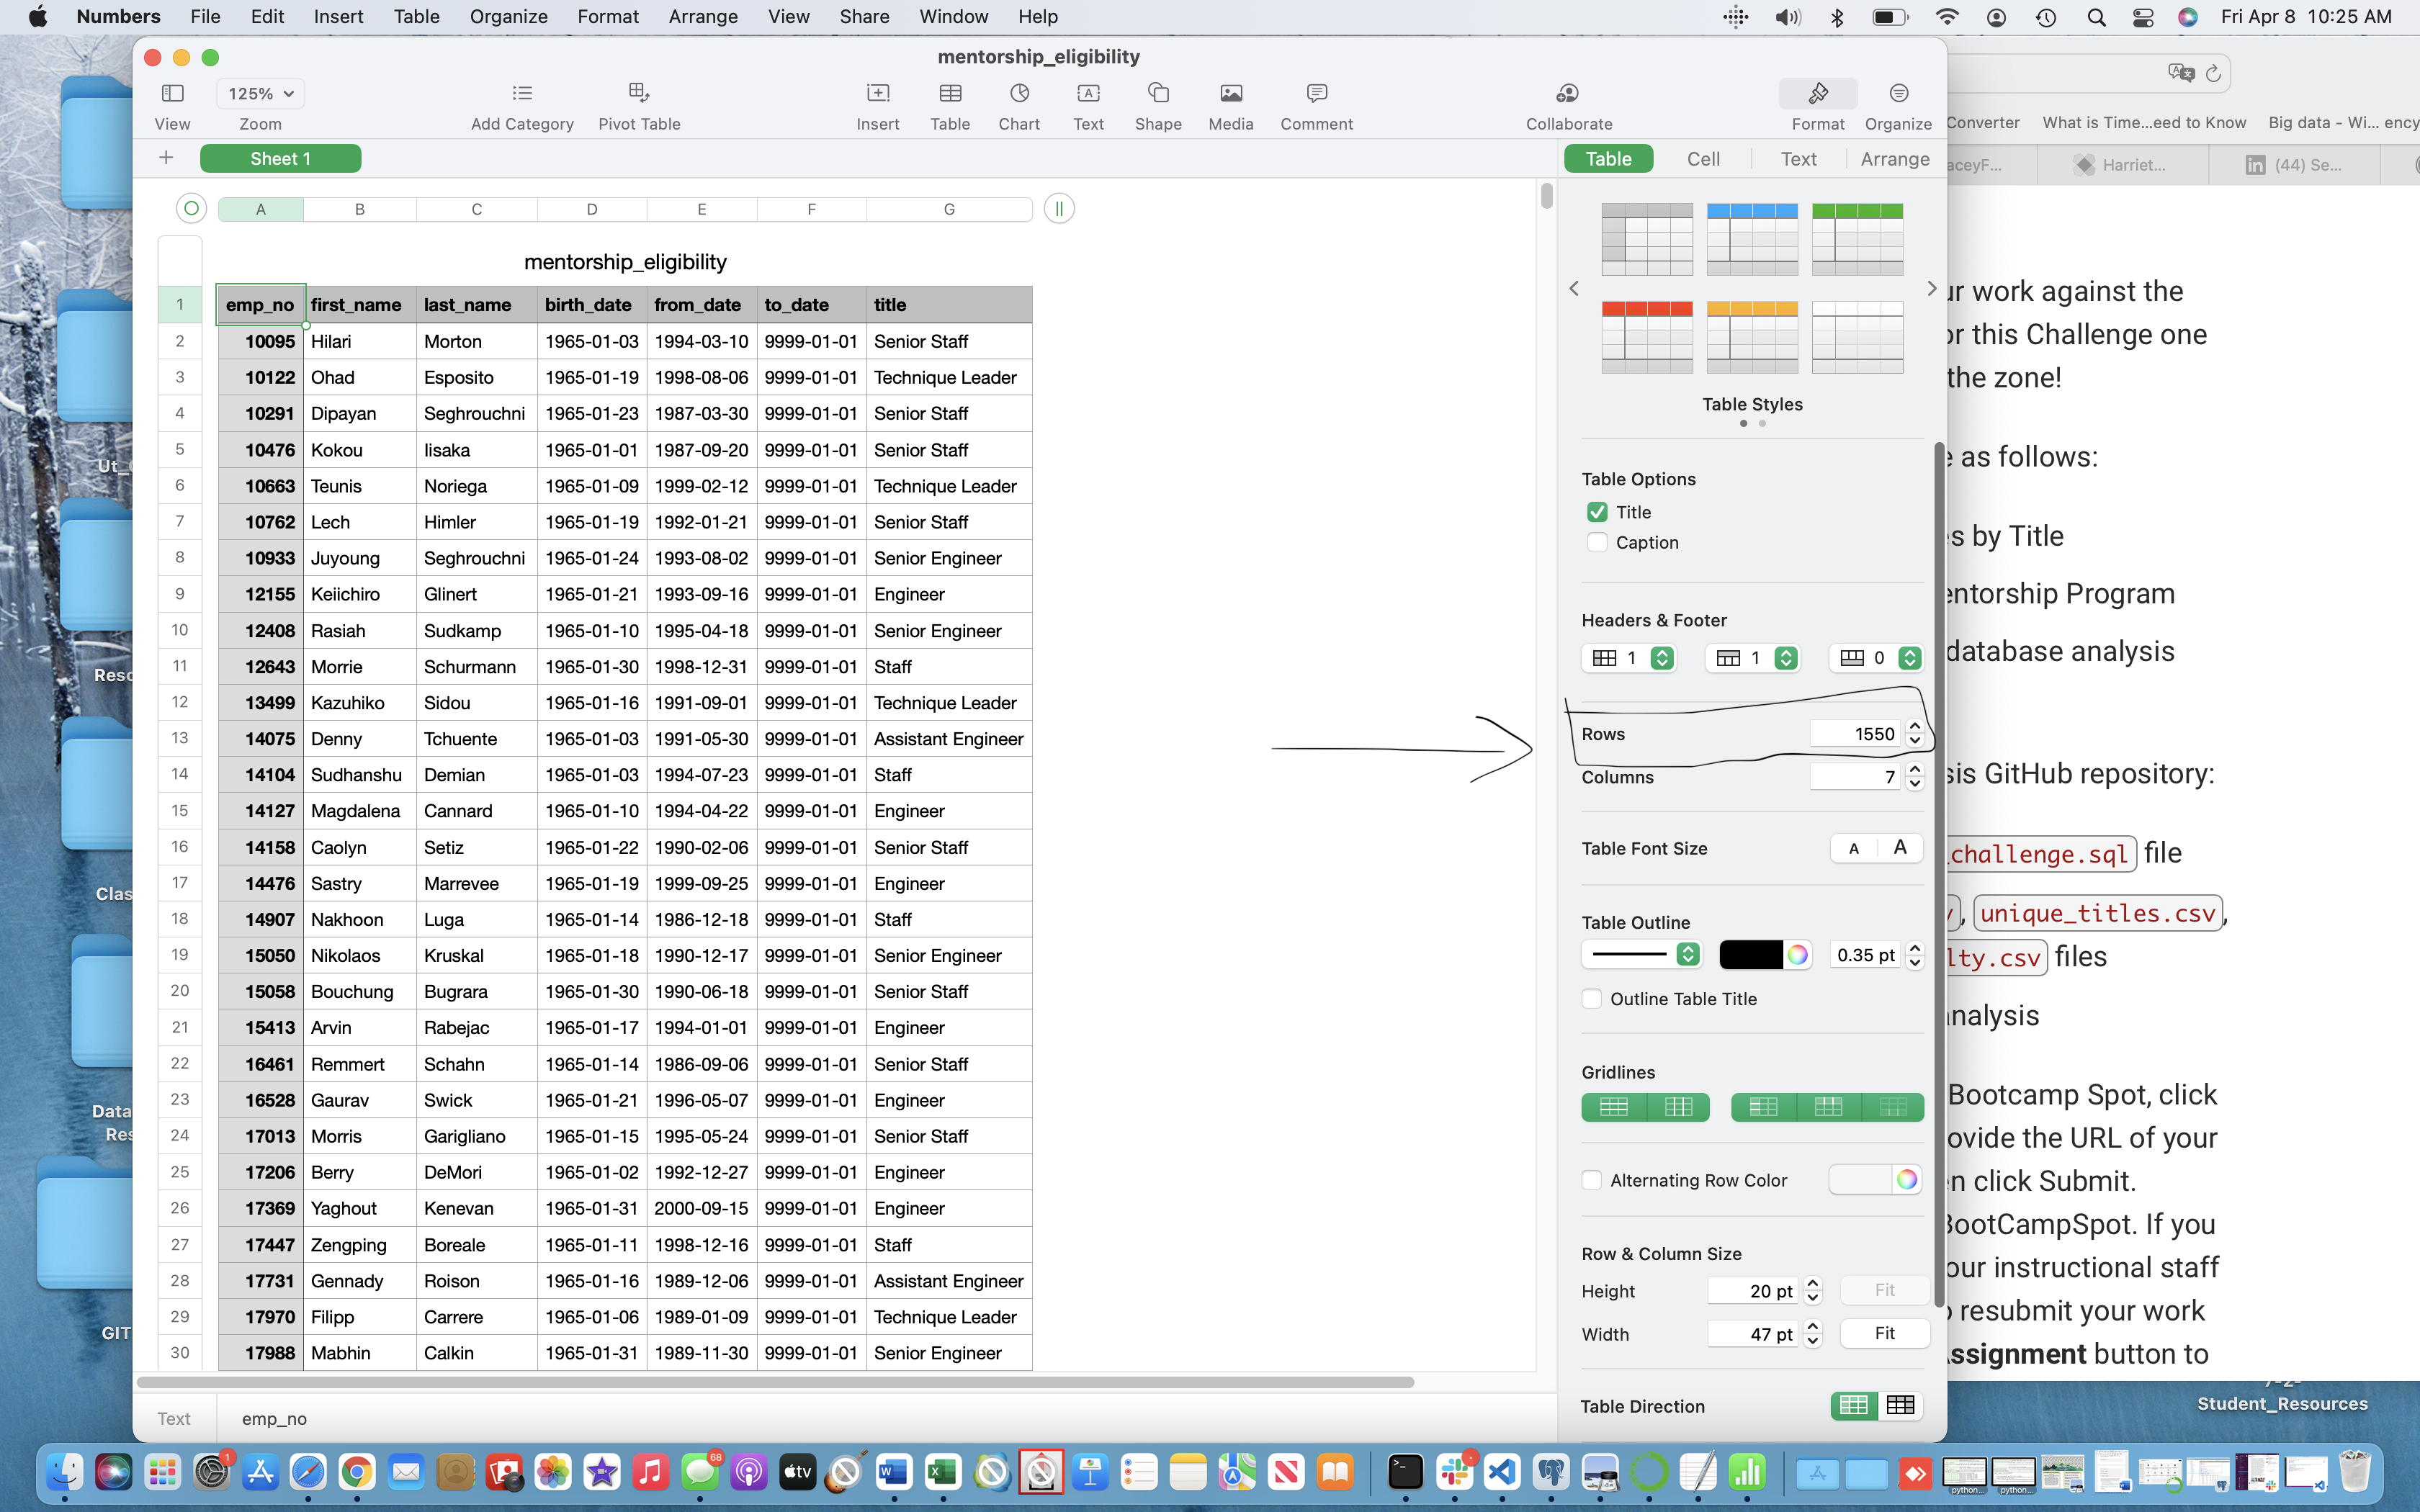 Numbers File Edit Insert Table Organize Format Arrange View Share Window Help Fri Apr 8 10:25 AM
mentorship_eligibility
125%
View Zoom Add Category Pivot Table Insert Table Chart Text Shape Media Comment Collaborate Format Organize
Sheet 1
Table Cell Text Arrange
A B C D E F G
mentorship_eligibility
1 emp_no first_name last_name birth_date from_date to_date title
2 10095 Hilari Morton 1965-01-03 1994-03-10 9999-01-01 Senior Staff
3 10122 Ohad Esposito 1965-01-19 1998-08-06 9999-01-01 Technique Leader
4 10291 Dipayan Seghrouchni 1965-01-23 1987-03-30 9999-01-01 Senior Staff
5 10476 Kokou Iisaka 1965-01-01 1987-09-20 9999-01-01 Senior Staff
6 10663 Teunis Noriega 1965-01-09 1999-02-12 9999-01-01 Technique Leader
7 10762 Lech Himler 1965-01-19 1992-01-21 9999-01-01 Senior Staff
8 10933 Juyoung Seghrouchni 1965-01-24 1993-08-02 9999-01-01 Senior Engineer
9 12155 Keiichiro Glinert 1965-01-21 1993-09-16 9999-01-01 Engineer
10 12408 Rasiah Sudkamp 1965-01-10 1995-04-18 9999-01-01 Senior Engineer
11 12643 Morrie Schurmann 1965-01-30 1998-12-31 9999-01-01 Staff
12 13499 Kazuhiko Sidou 1965-01-16 1991-09-01 9999-01-01 Technique Leader
13 14075 Denny Tchuente 1965-01-03 1991-05-30 9999-01-01 Assistant Engineer
14 14104 Sudhanshu Demian 1965-01-03 1994-07-23 9999-01-01 Staff
15 14127 Magdalena Cannard 1965-01-10 1994-04-22 9999-01-01 Engineer
16 14158 Caolyn Setiz 1965-01-22 1990-02-06 9999-01-01 Senior Staff
17 14476 Sastry Marrevee 1965-01-19 1999-09-25 9999-01-01 Engineer
18 14907 Nakhoon Luga 1965-01-14 1986-12-18 9999-01-01 Staff
19 15050 Nikolaos Kruskal 1965-01-18 1990-12-17 9999-01-01 Senior Engineer
20 15058 Bouchung Bugrara 1965-01-30 1990-06-18 9999-01-01 Senior Staff
21 15413 Arvin Rabejac 1965-01-17 1994-01-01 9999-01-01 Engineer
22 16461 Remmert Schahn 1965-01-14 1986-09-06 9999-01-01 Senior Staff
23 16528 Gaurav Swick 1965-01-21 1996-05-07 9999-01-01 Engineer
24 17013 Morris Garigliano 1965-01-15 1995-05-24 9999-01-01 Senior Staff
25 17206 Berry DeMori 1965-01-02 1992-12-27 9999-01-01 Engineer
26 17369 Yaghout Kenevan 1965-01-31 2000-09-15 9999-01-01 Engineer
27 17447 Zengping Boreale 1965-01-11 1998-12-16 9999-01-01 Staff
28 17731 Gennady Roison 1965-01-16 1989-12-06 9999-01-01 Assistant Engineer
29 17970 Filipp Carrere 1965-01-06 1989-01-09 9999-01-01 Technique Leader
30 17988 Mabhin Calkin 1965-01-31 1989-11-30 9999-01-01 Senior Engineer
Text emp_no
Table Styles
Table Options
Title
Caption
Headers & Footer
1 1 0
Rows 1550
Columns 7
Table Font Size A A
Table Outline
0.35 pt
Outline Table Title
Gridlines
Alternating Row Color
Row & Column Size
Height 20 pt Fit
Width 47 pt Fit
Table Direction
Converter What is Time...eed to Know Big data - Wi... ency
aceyF... Harriet... (44) Se...
ur work against the
or this Challenge one
the zone!
e as follows:
s by Title
entorship Program
database analysis
sis GitHub repository:
_challenge.sql file
, unique_titles.csv,
lty.csv files
analysis
Bootcamp Spot, click
ovide the URL of your
n click Submit.
BootCampSpot. If you
our instructional staff
o resubmit your work
Assignment button to
Student_Resources
Ut_
Reso
Clas
Data
Res
GIT
1 68 tv W X python... python...